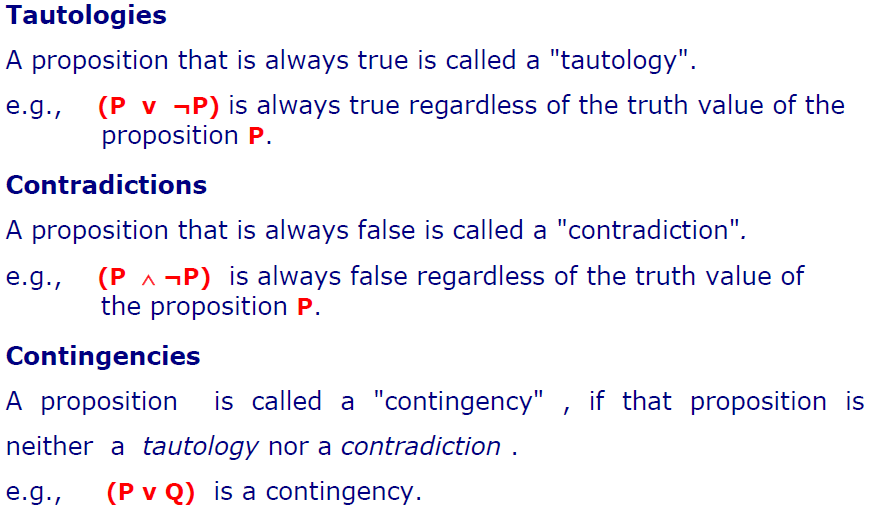 Tautologies
A proposition that is always true is called a "tautology".
e.g., (P v ¬P) is always true regardless of the truth value of the
proposition P.
Contradictions
A proposition that is always false is called a "contradiction".
e.g., (P ∧ ¬P) is always false regardless of the truth value of
the proposition P.
Contingencies
A proposition is called a "contingency" , if that proposition is
neither a tautology nor a contradiction .
e.g., (P v Q) is a contingency.